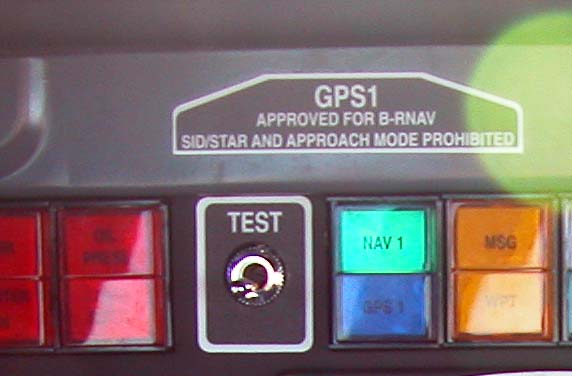 GPS1
APPROVED FOR B-RNAV
SID/STAR AND APPROACH MODE PROHIBITED
TEST
OIL
PRESS
NAV 1
MSG
GPS 1
WPT